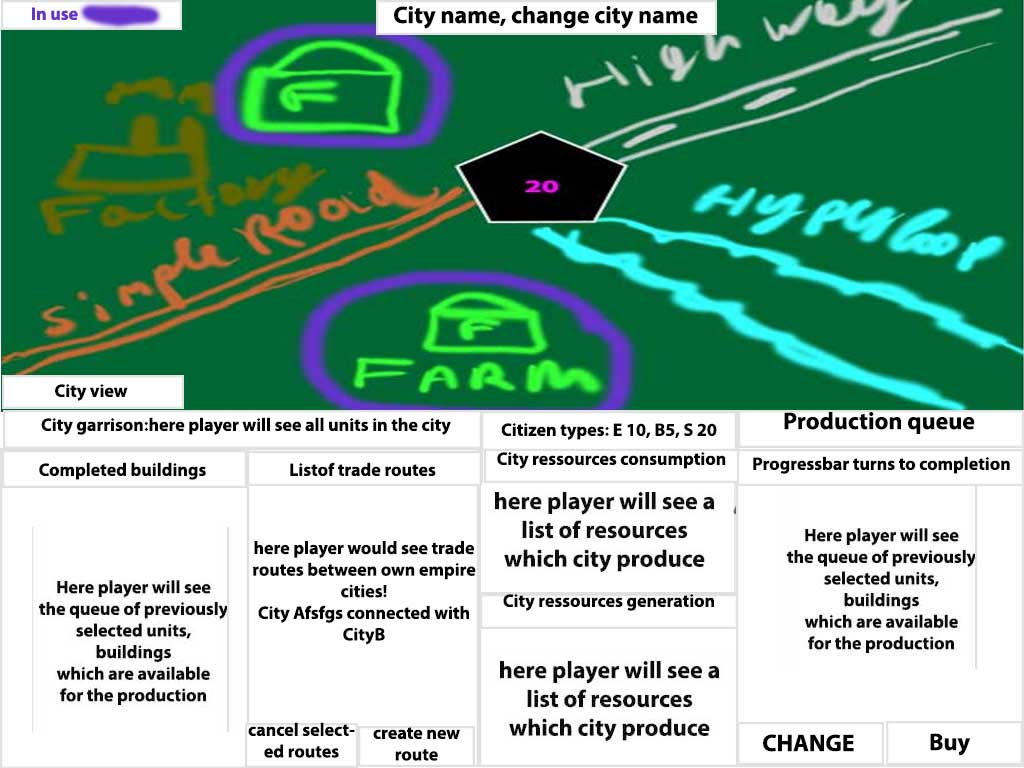 In use
City name, change city name
High way
F
20
Factory
Simple Rooad
Hyperloop
F
FARM
City view
City garrison:here player will see all units in the city
Citizen types: E 10, B5, S 20
Production queue
Completed buildings
Listof trade routes
City ressources consumption
Progressbar turns to completion
Here player will see
the queue of previously
selected units,
buildings
which are available
for the production
here player would see trade
routes between own empire
cities!
City Afsfgs connected with
CityB
cancel select-
ed routes
create new
route
here player will see a
list of resources
which city produce
City ressources generation
here player will see a
list of resources
which city produce
Here player will see
the queue of previously
selected units,
buildings
which are available
for the production
CHANGE
Buy